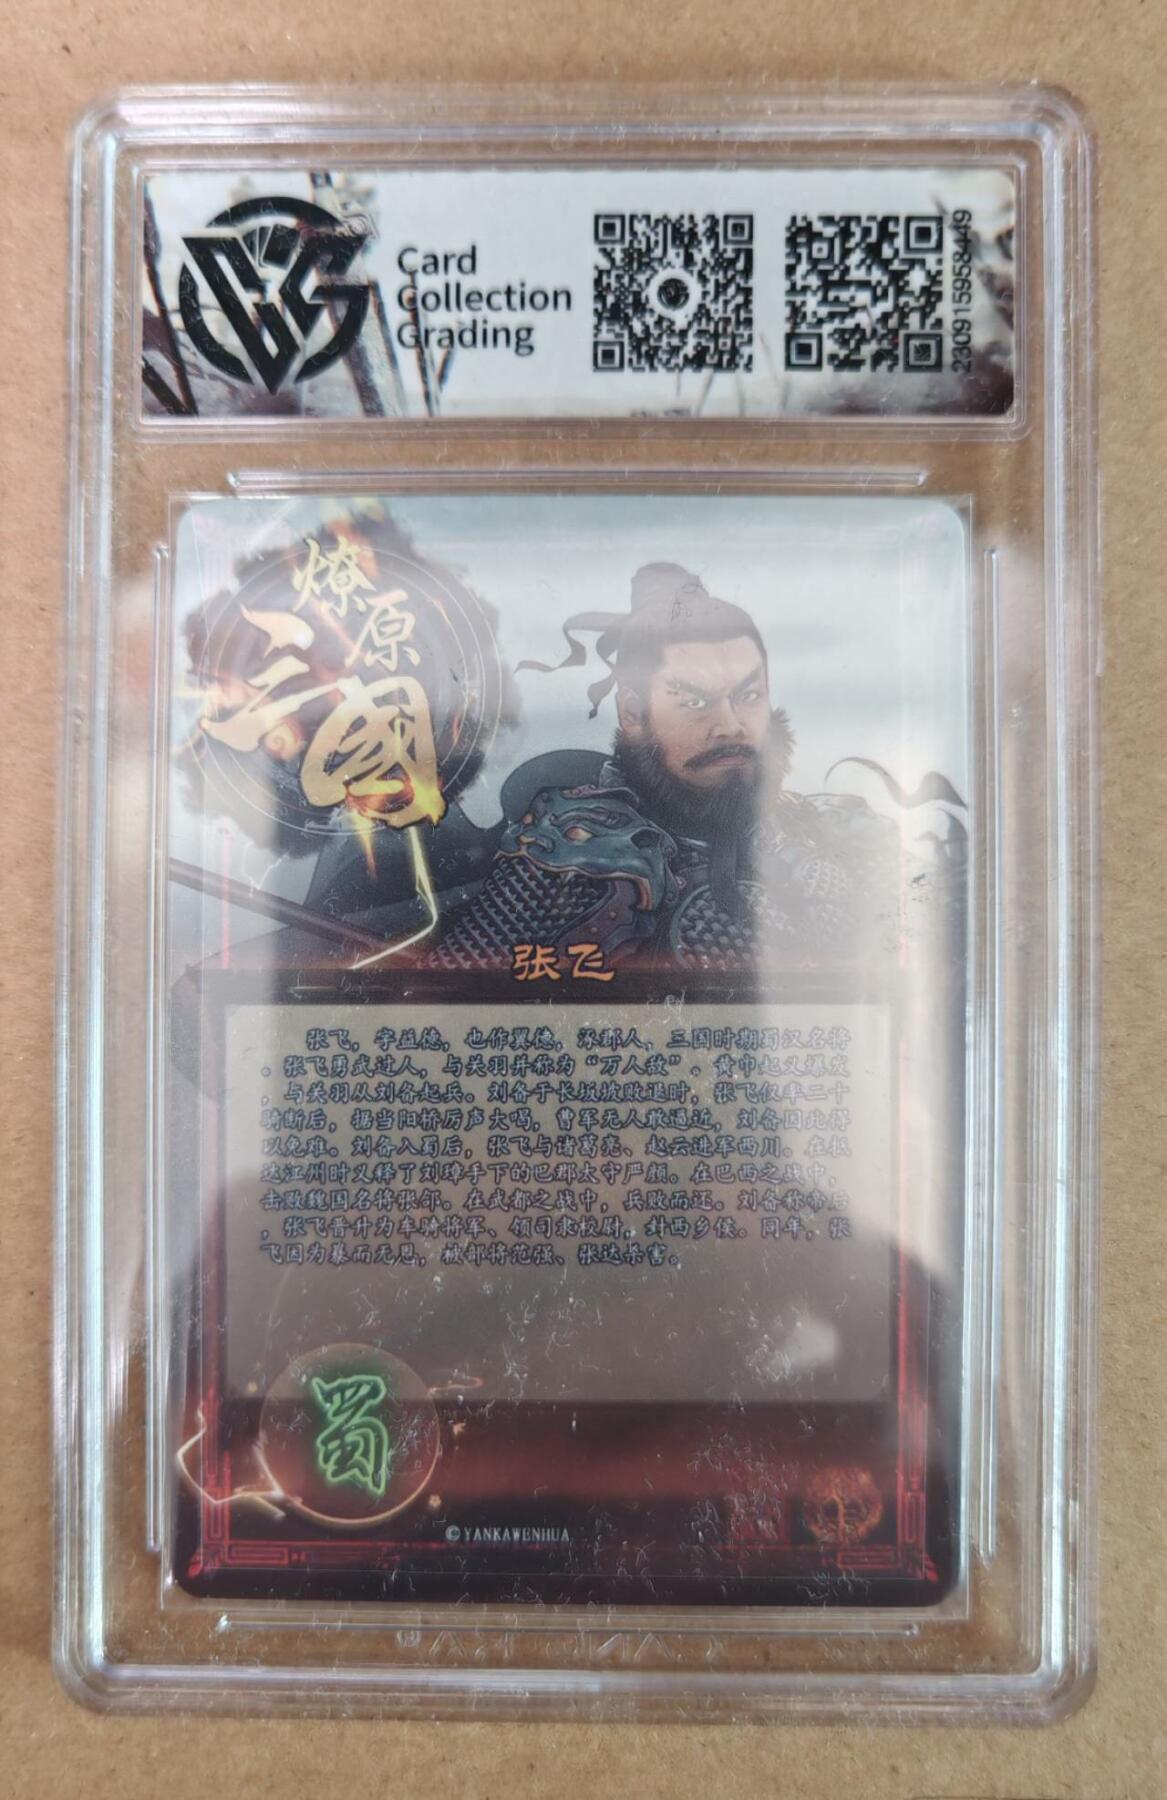 Card
Collection
Grading
2309159584449
燎原
三國
张飞
张飞，字益德，也作翼德，涿郡人，三国时期蜀汉名将
。张飞勇武过人，与关羽并称为“万人敌”。黄巾起义爆发
，与关羽从刘备起兵。刘备于长坂坡败退时，张飞仅率二十
骑断后，据当阳桥厉声大喝，曹军无人敢逼近，刘备因此得
以免难。刘备入蜀后，张飞与诸葛亮、赵云进军西川。在抵
达江州时义释了刘璋手下的巴郡太守严颜。在巴西之战中，
击败魏国名将张郃。在武都之战中，兵败而还。刘备称帝后
，张飞晋升为车骑将军、领司隶校尉，封西乡侯。同年，张
飞因为暴而无恩，被部将范强、张达杀害。
蜀
©YANKAWENHUA